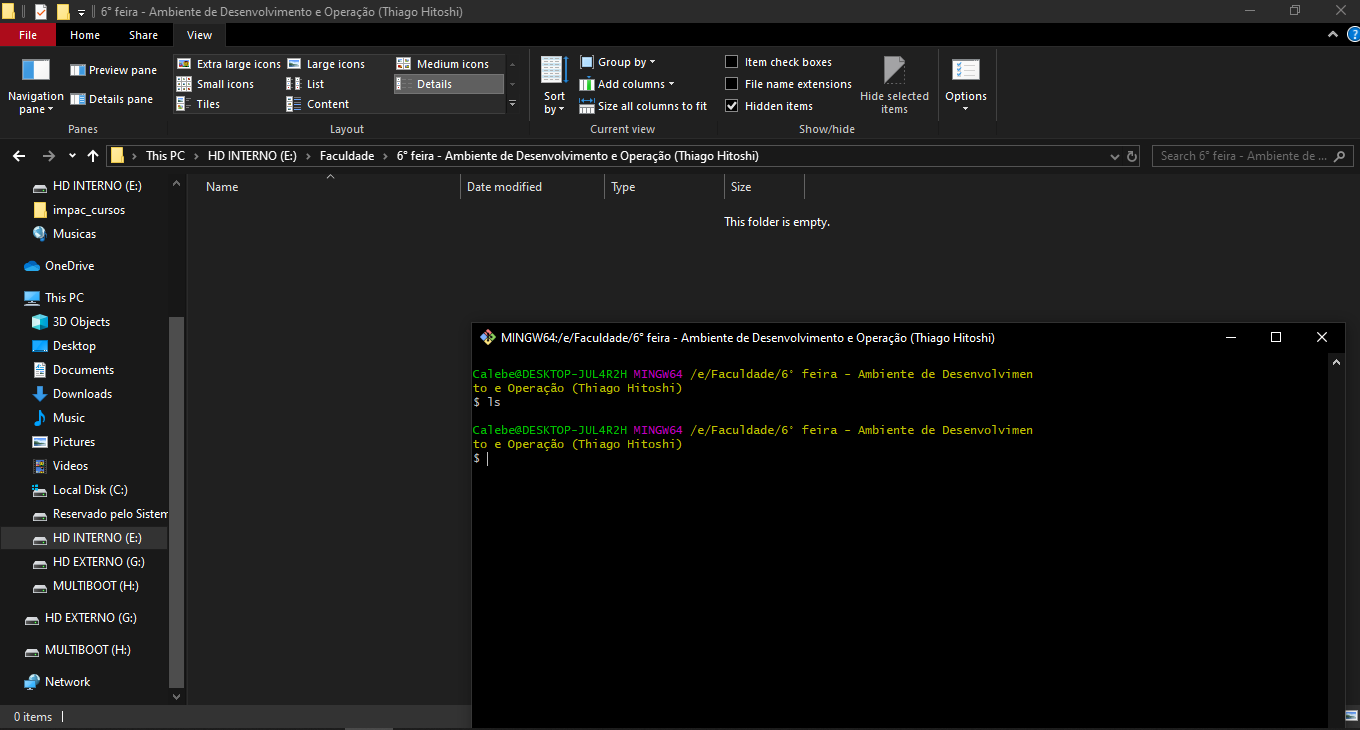 6° feira - Ambiente de Desenvolvimento e Operação (Thiago Hitoshi)
File Home Share View
Navigation pane
Preview pane
Details pane
Panes
Extra large icons Large icons Medium icons
Small icons List Details
Tiles Content
Layout
Sort by
Group by
Add columns
Size all columns to fit
Current view
Item check boxes
File name extensions
Hidden items
Hide selected items
Show/hide
Options
This PC > HD INTERNO (E:) > Faculdade > 6° feira - Ambiente de Desenvolvimento e Operação (Thiago Hitoshi)
Search 6° feira - Ambiente de ...
HD INTERNO (E:)
impac_cursos
Musicas
OneDrive
This PC
3D Objects
Desktop
Documents
Downloads
Music
Pictures
Videos
Local Disk (C:)
Reservado pelo Sistem
HD INTERNO (E:)
HD EXTERNO (G:)
MULTIBOOT (H:)
HD EXTERNO (G:)
MULTIBOOT (H:)
Network
Name Date modified Type Size
This folder is empty.
MINGW64:/e/Faculdade/6° feira - Ambiente de Desenvolvimento e Operação (Thiago Hitoshi)
Calebe@DESKTOP-JUL4R2H MINGW64 /e/Faculdade/6° feira - Ambiente de Desenvolvimen
to e Operação (Thiago Hitoshi)
$ ls
Calebe@DESKTOP-JUL4R2H MINGW64 /e/Faculdade/6° feira - Ambiente de Desenvolvimen
to e Operação (Thiago Hitoshi)
$
0 items